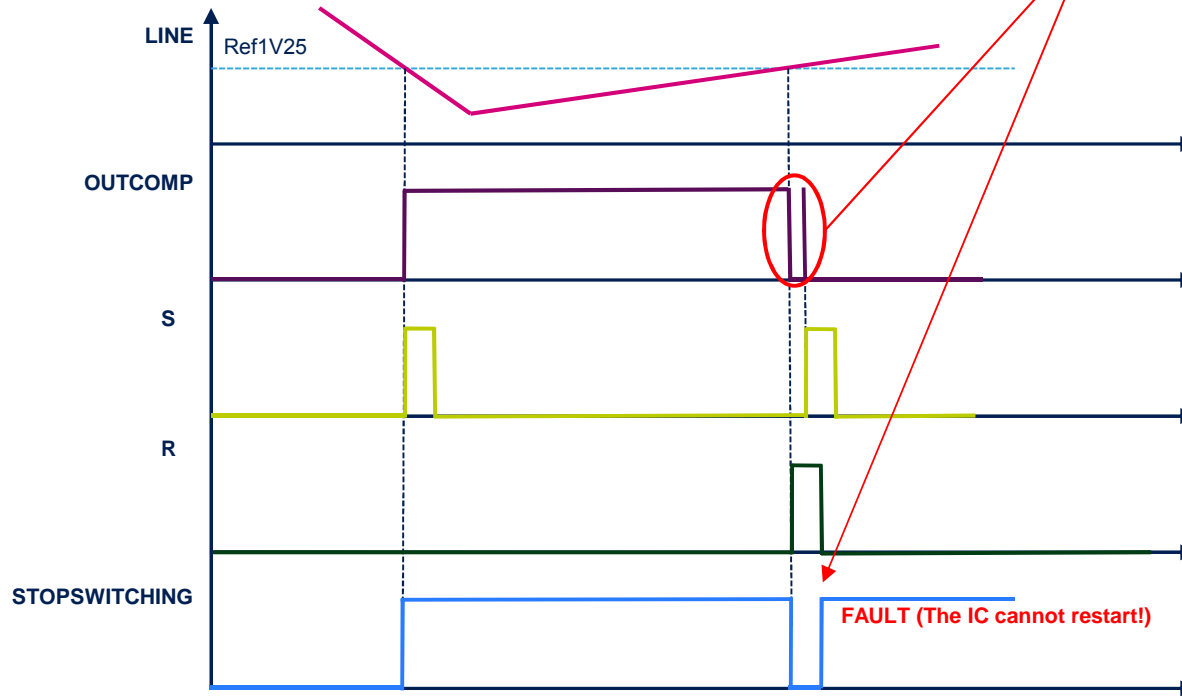 LINE
Ref1V25
OUTCOMP
S
R
STOPSWITCHING
FAULT (The IC cannot restart!)